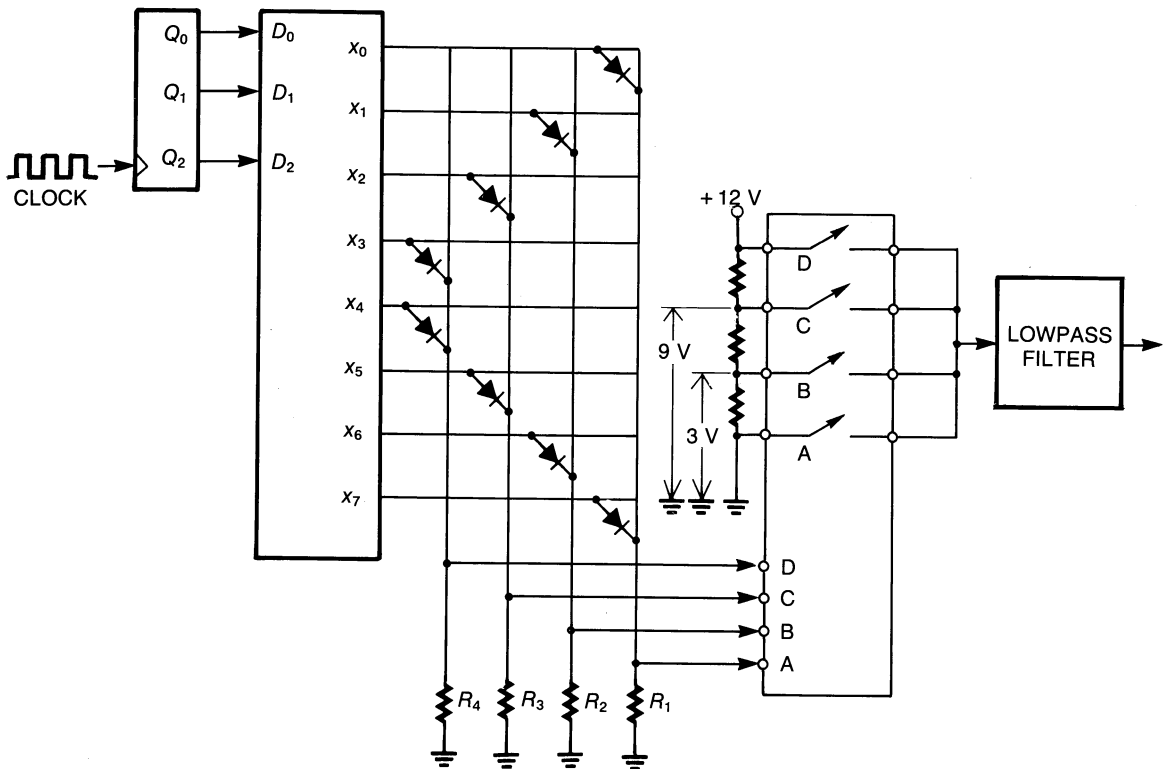 Q0 D0 X0
Q1 D1 X1
Q2 D2 X2
CLOCK
X3
X4
X5
X6
X7
+ 12 V
D
C
9 V
B
3 V
A
LOWPASS
FILTER
D
C
B
A
R4 R3 R2 R1